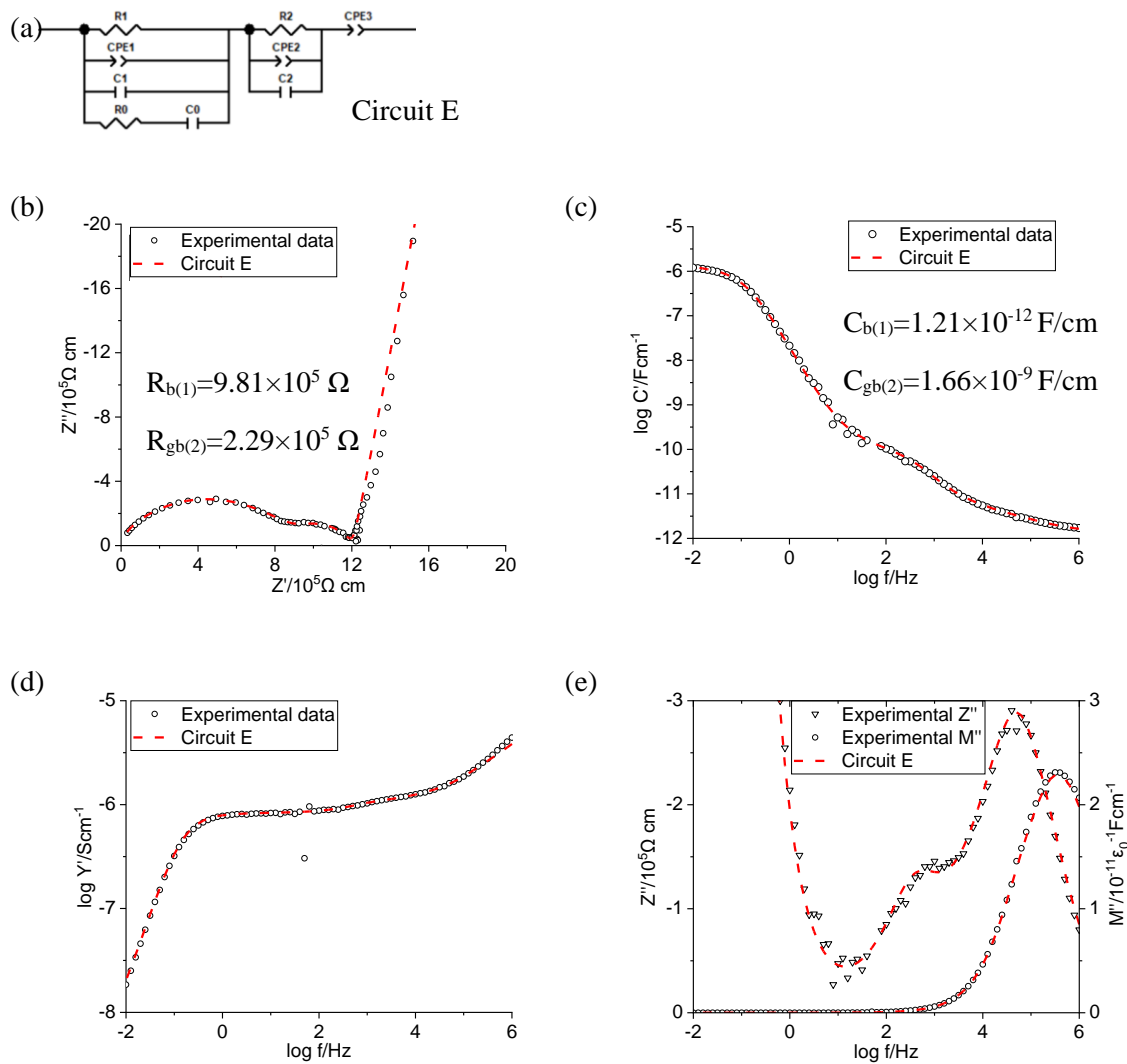 (a)
R1
CPE1
C1
R0 C0
R2
CPE2
C2
CPE3
Circuit E
(b)
Experimental data
Circuit E
R_b(1)=9.81×10^5 Ω
R_gb(2)=2.29×10^5 Ω
Z''/10^5Ω cm
-20
-16
-12
-8
-4
0
0 4 8 12 16 20
Z'/10^5Ω cm
(c)
Experimental data
Circuit E
C_b(1)=1.21×10^-12 F/cm
C_gb(2)=1.66×10^-9 F/cm
log C'/Fcm^-1
-5
-6
-7
-8
-9
-10
-11
-12
-2 0 2 4 6
log f/Hz
(d)
Experimental data
Circuit E
log Y'/Scm^-1
-5
-6
-7
-8
-2 0 2 4 6
log f/Hz
(e)
Experimental Z''
Experimental M''
Circuit E
Z''/10^5Ω cm
-3
-2
-1
0
3
2
1
0
M''/10^-11ε_0^-1Fcm^-1
-2 0 2 4 6
log f/Hz